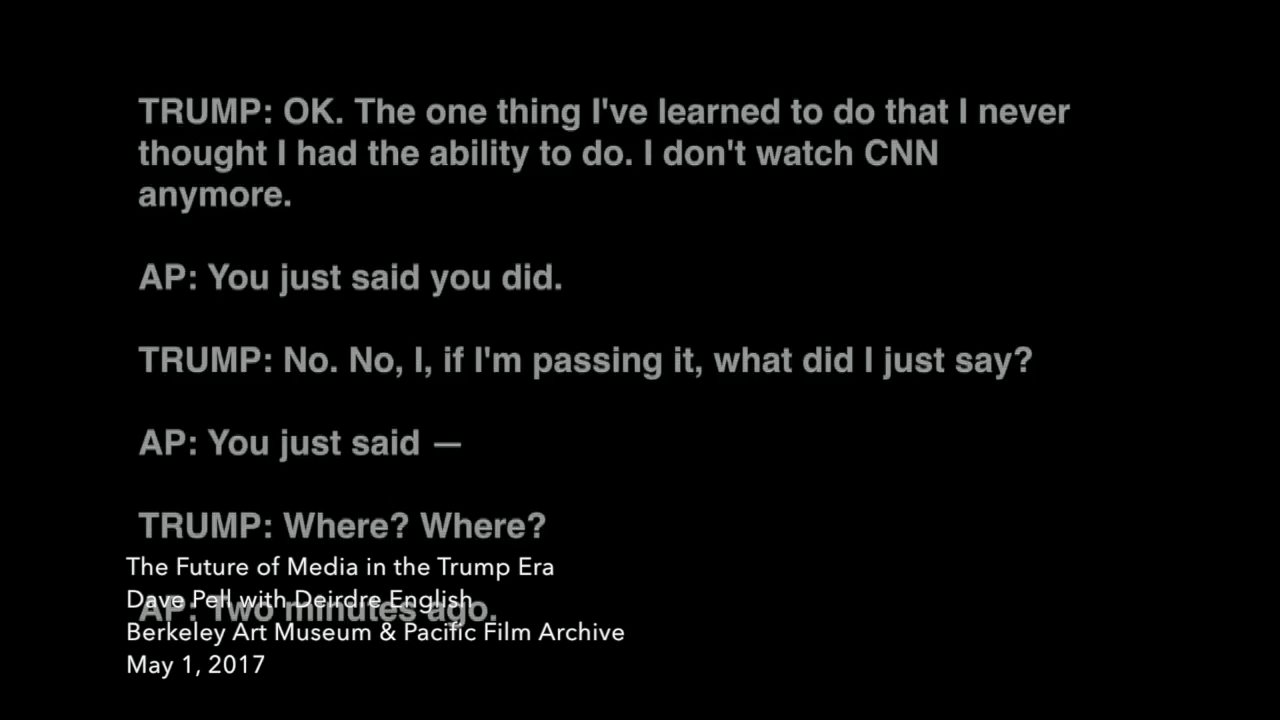 TRUMP: OK. The one thing I've learned to do that I never
thought I had the ability to do. I don't watch CNN
anymore.
AP: You just said you did.
TRUMP: No. No, I, if I'm passing it, what did I just say?
AP: You just said —
TRUMP: Where? Where?
The Future of Media in the Trump Era
Dave Pell with Deirdre English
AP: Two minutes ago.
Berkeley Art Museum & Pacific Film Archive
May 1, 2017